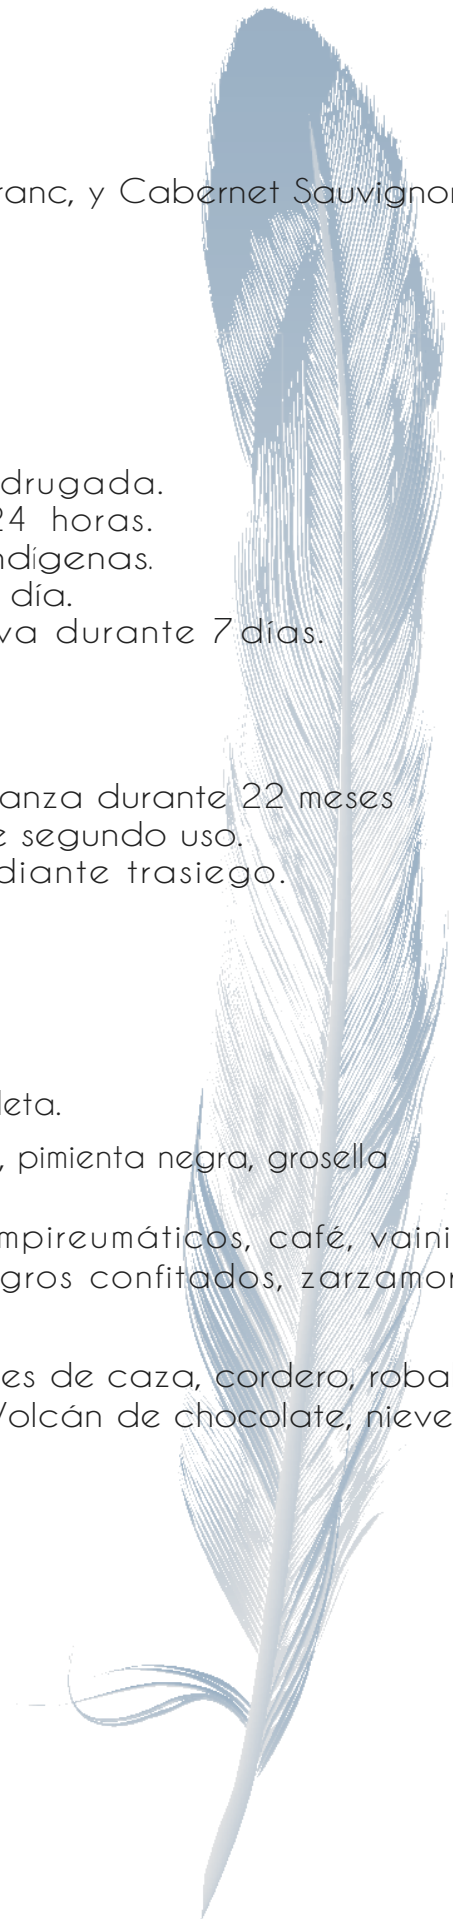 ranc, y Cabernet Sauvignon
drugada.
24 horas.
ndígenas.
día.
va durante 7 días.
anza durante 22 meses
e segundo uso.
diante trasiego.
leta.
, pimienta negra, grosella
mpireumáticos, café, vaini
gros confitados, zarzamor
es de caza, cordero, roba
Volcán de chocolate, nieve